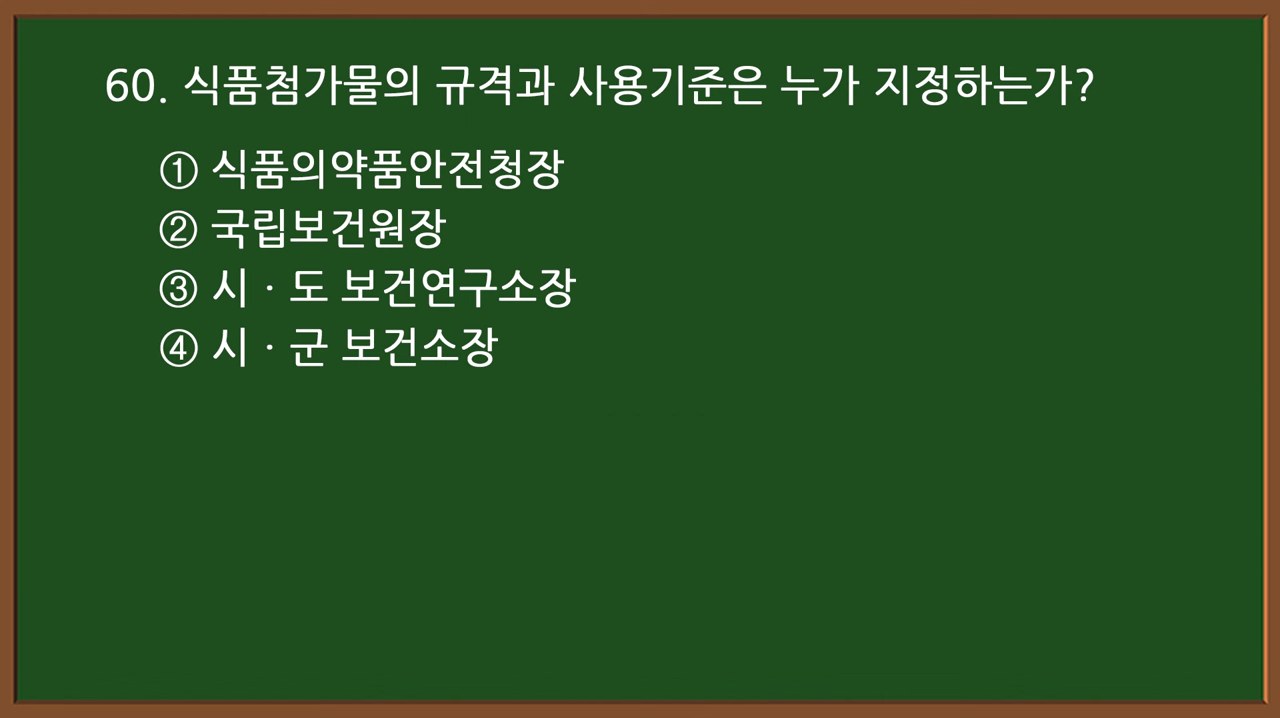 60. 식품첨가물의 규격과 사용기준은 누가 지정하는가?
① 식품의약품안전청장
② 국립보건원장
③ 시 · 도 보건연구소장
④ 시 · 군 보건소장